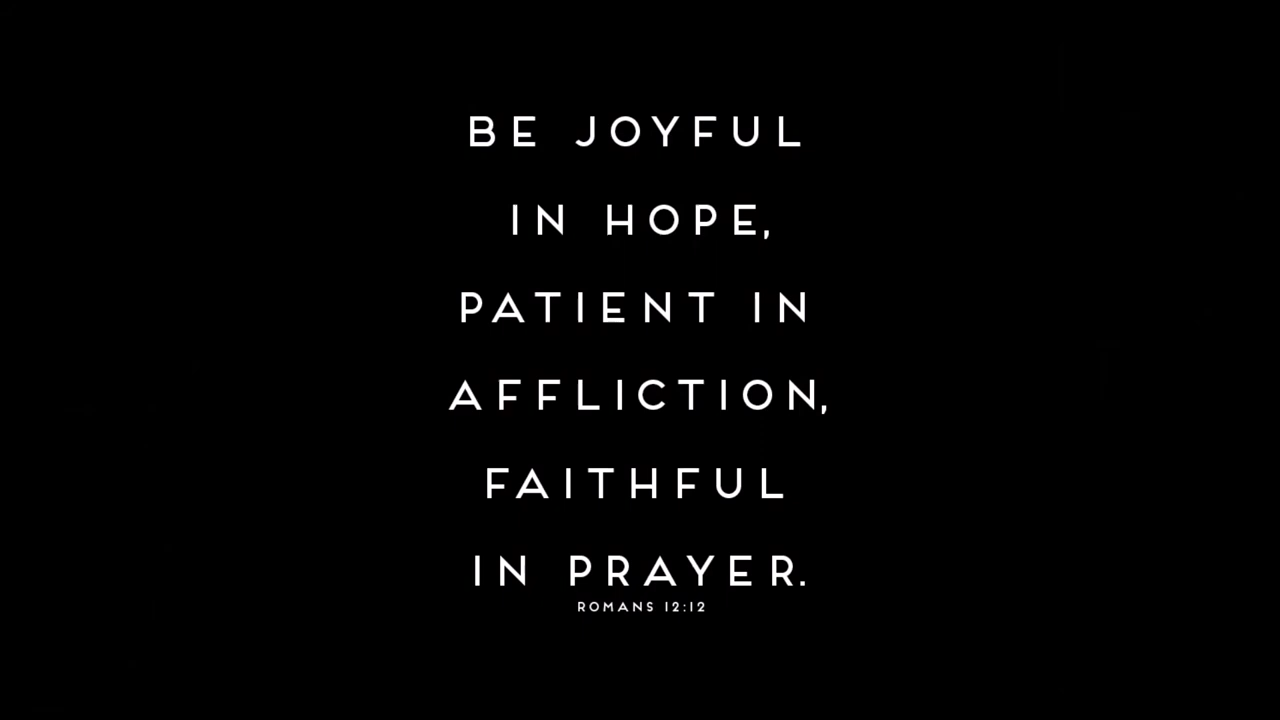 BE JOYFUL
IN HOPE,
PATIENT IN
AFFLICTION,
FAITHFUL
IN PRAYER.
ROMANS 12:12